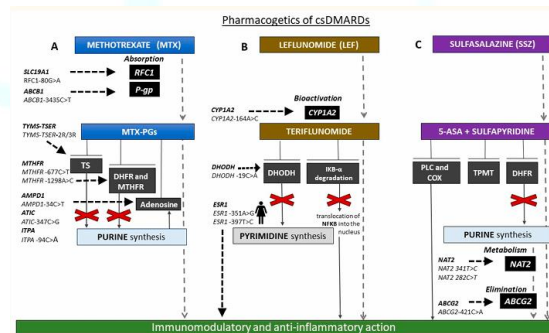 Pharmacogetics of csDMARDs
A
METHOTREXATE (MTX)
Absorption
SLC19A1
RFC1-80G>A
RFC1
ABCB1
ABCB1-3435C>T
P-gp
TYMS-TSER
TYMS-TSER-2R/3R
MTX-PGs
MTHFR
MTHFR -677C>T
MTHFR -1298A>C
TS
DHFR and
MTHFR
AMPD1
AMPD1-34C>T
Adenosine
ATIC
ATIC-347C>G
ITPA
ITPA -94C>A
PURINE synthesis
B
LEFLUNOMIDE (LEF)
Bioactivation
CYP1A2
CYP1A2-164A>C
CYP1A2
TERIFLUNOMIDE
DHODH
DHODH -19C>A
DHODH
IKB-α
degradation
ESR1
ESR1 -351A>G
ESR1 -397T>C
translocation of
NFKB into the
nucleus
PYRIMIDINE synthesis
C
SULFASALAZINE (SSZ)
5-ASA + SULFAPYRIDINE
PLC and
COX
TPMT
DHFR
PURINE synthesis
Metabolism
NAT2
NAT2 341T>C
NAT2 282C>T
NAT2
Elimination
ABCG2
ABCG2-421C>A
ABCG2
Immunomodulatory and anti-inflammatory action